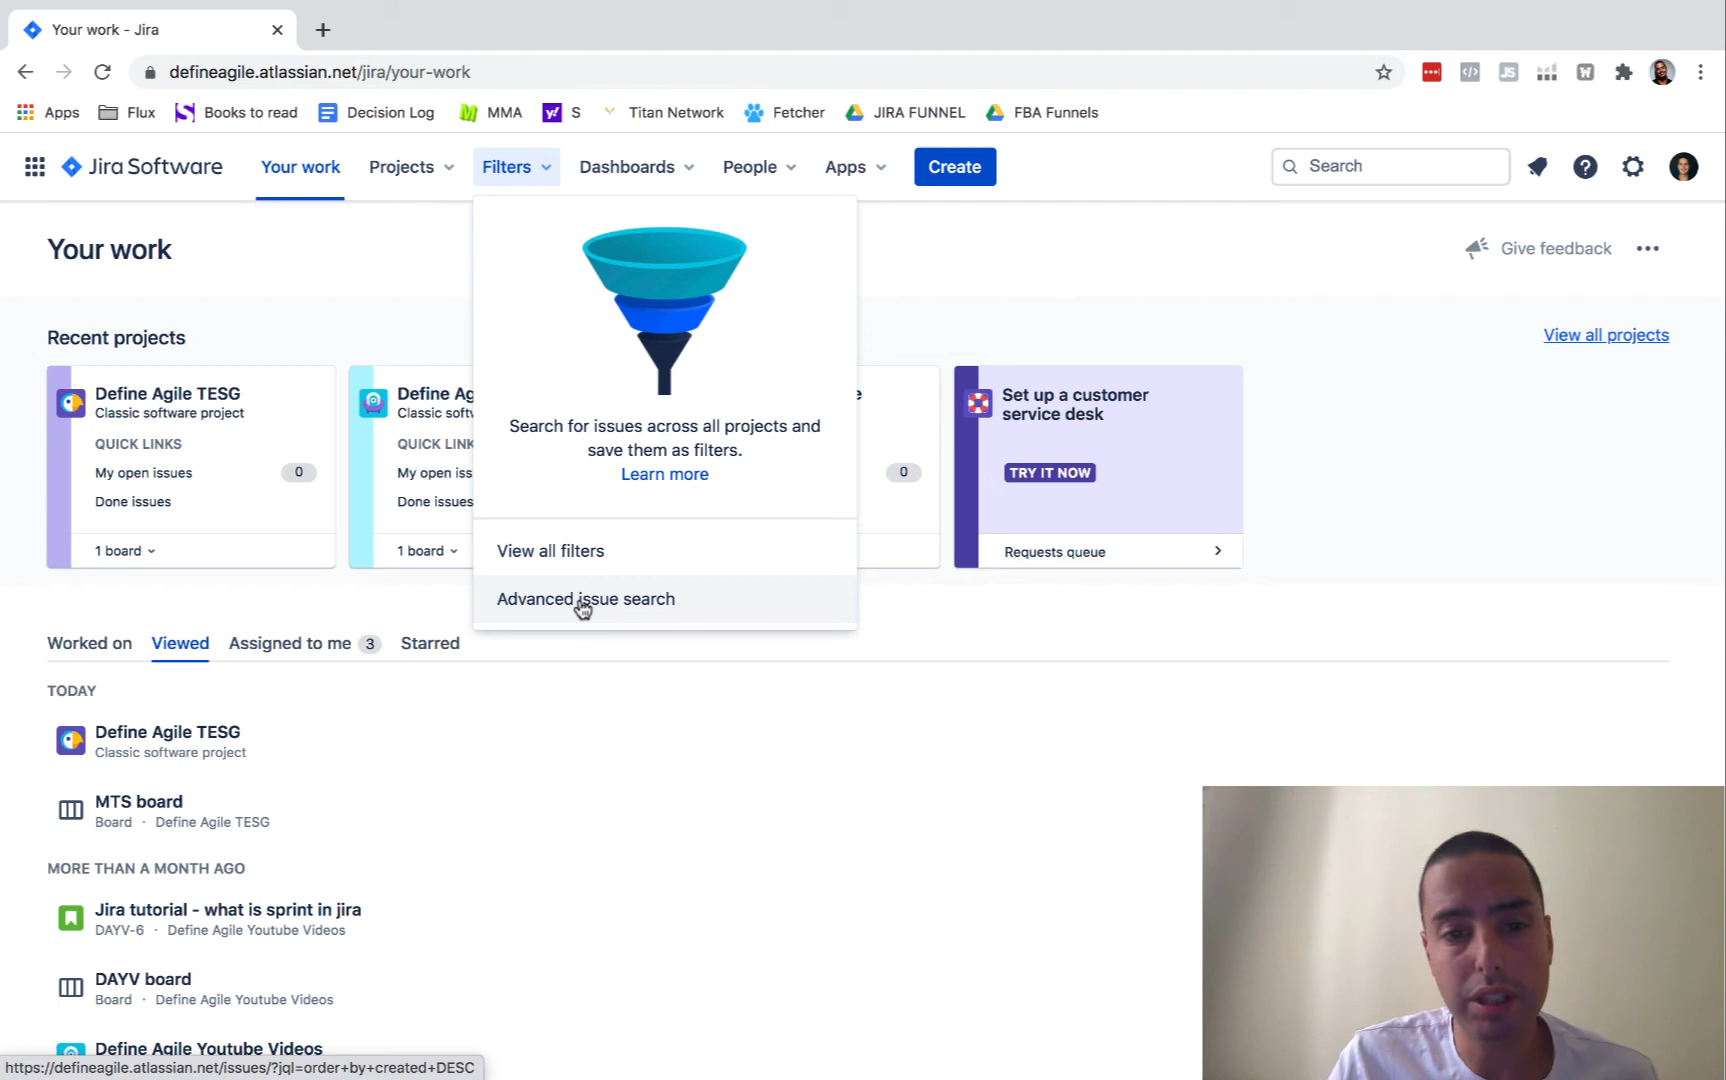 Your work - Jira
defineagile.atlassian.net/jira/your-work
Apps Flux Books to read Decision Log MMA S Titan Network Fetcher JIRA FUNNEL FBA Funnels
Jira Software Your work Projects Filters Dashboards People Apps Create Search
Your work
Give feedback
Recent projects
View all projects
Define Agile TESG
Classic software project
QUICK LINKS
My open issues 0
Done issues
1 board
Define Ag
Classic softw
QUICK LINK
My open iss
Done issues
1 board
e
0
Set up a customer
service desk
TRY IT NOW
Requests queue
Search for issues across all projects and
save them as filters.
Learn more
View all filters
Advanced issue search
Worked on Viewed Assigned to me 3 Starred
TODAY
Define Agile TESG
Classic software project
MTS board
Board · Define Agile TESG
MORE THAN A MONTH AGO
Jira tutorial - what is sprint in jira
DAYV-6 · Define Agile Youtube Videos
DAYV board
Board · Define Agile Youtube Videos
Define Agile Youtube Videos
https://defineagile.atlassian.net/issues/?jql=order+by+created+DESC